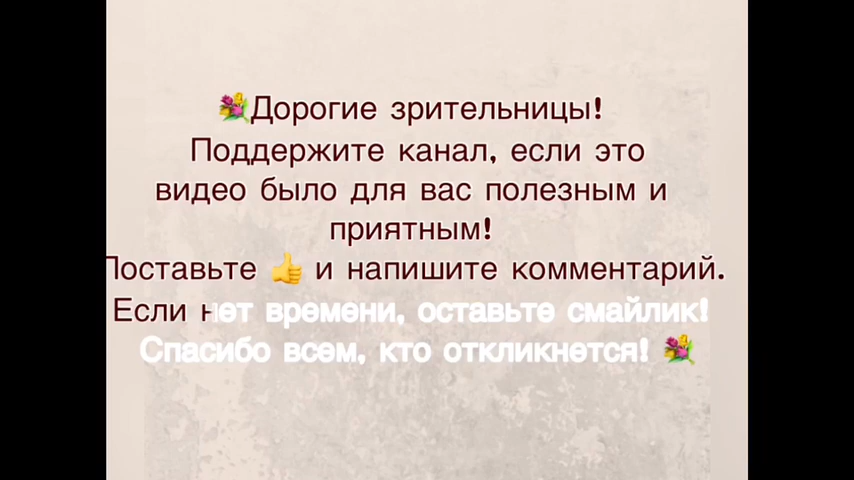 💐Дорогие зрительницы!
Поддержите канал, если это
видео было для вас полезным и
приятным!
Поставьте 👍 и напишите комментарий.
Если нет времени, оставьте смайлик!
Спасибо всем, кто откликнется! 💐